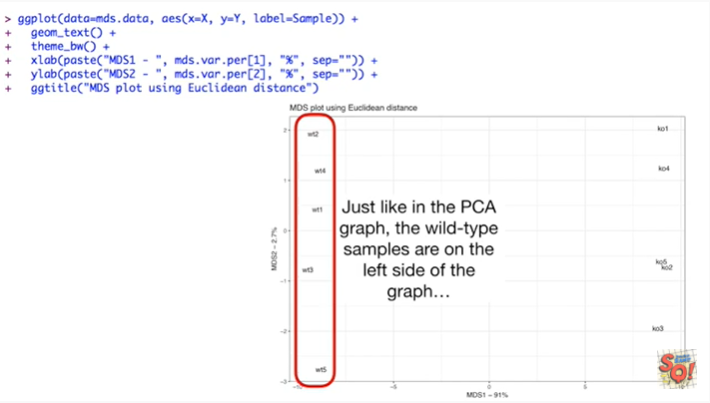 > ggplot(data=mds.data, aes(x=X, y=Y, label=Sample)) +
+ geom_text() +
+ theme_bw() +
+ xlab(paste("MDS1 - ", mds.var.per[1], "%", sep="")) +
+ ylab(paste("MDS2 - ", mds.var.per[2], "%", sep="")) +
+ ggtitle("MDS plot using Euclidean distance")
MDS plot using Euclidean distance
2
wt2
ko1
1
wt4
ko4
wt1
Just like in the PCA
graph, the wild-type
samples are on the
left side of the
graph...
MDS2 - 2.7%
0
wt3
ko5
ko2
-1
-2
ko3
wt5
-3
-5
0
5
MDS1 - 91%
SQ!